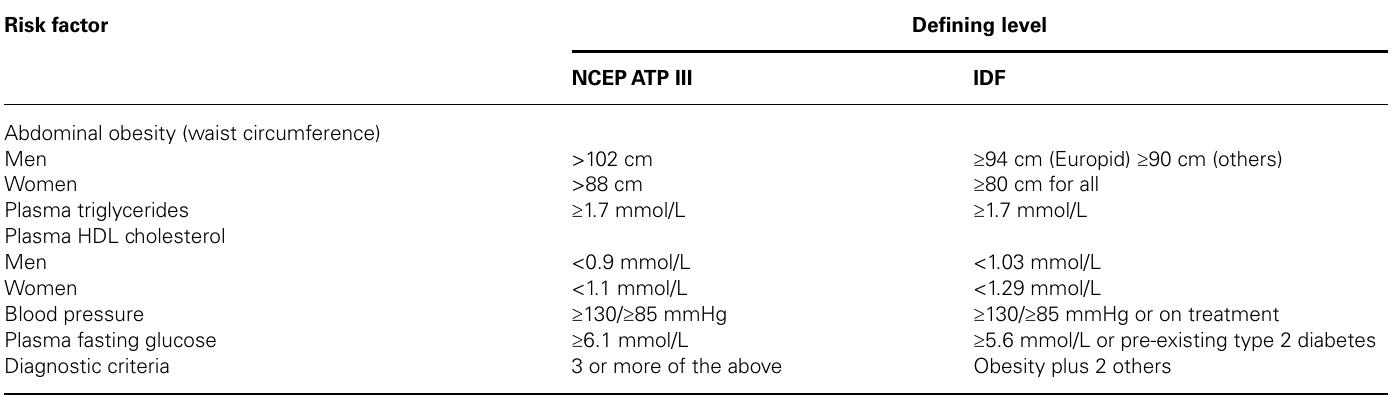 Risk factor Defining level
NCEP ATP III IDF
Abdominal obesity (waist circumference)
Men >102 cm ≥94 cm (Europid) ≥90 cm (others)
Women >88 cm ≥80 cm for all
Plasma triglycerides ≥1.7 mmol/L ≥1.7 mmol/L
Plasma HDL cholesterol
Men <0.9 mmol/L <1.03 mmol/L
Women <1.1 mmol/L <1.29 mmol/L
Blood pressure ≥130/≥85 mmHg ≥130/≥85 mmHg or on treatment
Plasma fasting glucose ≥6.1 mmol/L ≥5.6 mmol/L or pre-existing type 2 diabetes
Diagnostic criteria 3 or more of the above Obesity plus 2 others